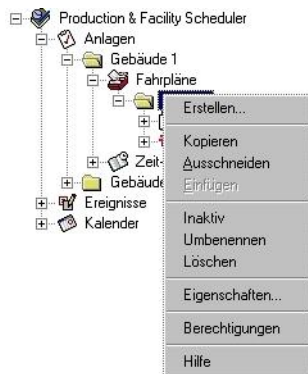 Production & Facility Scheduler
Anlagen
Gebäude 1
Fahrpläne
Erstellen...
Kopieren
Ausschneiden
Einfügen
Zeit-
Gebäude
Ereignisse
Kalender
Inaktiv
Umbenennen
Löschen
Eigenschaften...
Berechtigungen
Hilfe